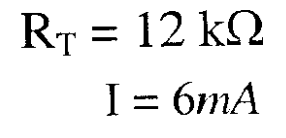 R_T = 12 kΩ
I = 6mA